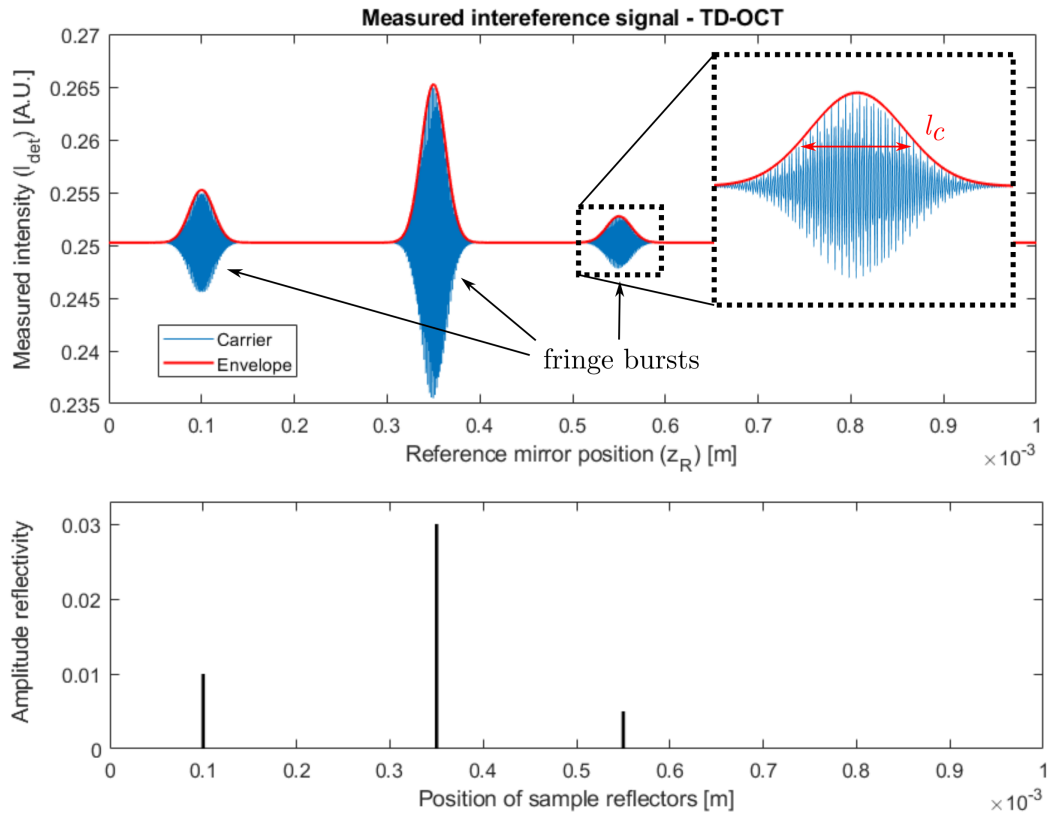 Measured intereference signal - TD-OCT
Measured intensity (I_det) [A.U.]
0.27
0.265
0.26
0.255
0.25
0.245
0.24
0.235
l_c
Carrier
Envelope
fringe bursts
0 0.1 0.2 0.3 0.4 0.5 0.6 0.7 0.8 0.9 1
Reference mirror position (z_R) [m]
×10^-3
Amplitude reflectivity
0.03
0.02
0.01
0
0 0.1 0.2 0.3 0.4 0.5 0.6 0.7 0.8 0.9 1
Position of sample reflectors [m]
×10^-3